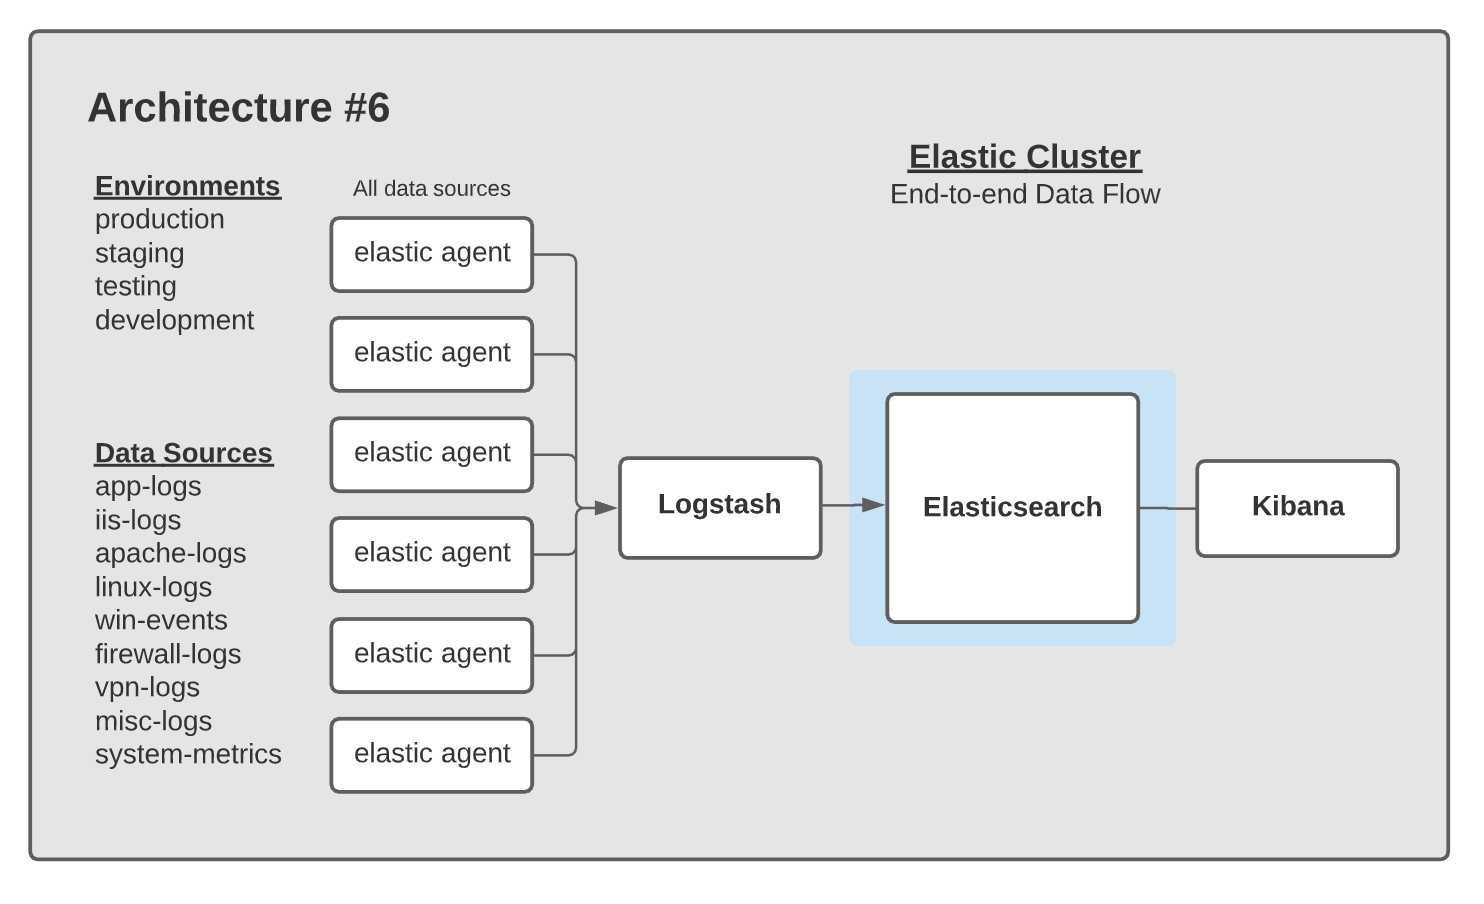 Architecture #6
Elastic Cluster
End-to-end Data Flow
Environments
production
staging
testing
development
Data Sources
app-logs
iis-logs
apache-logs
linux-logs
win-events
firewall-logs
vpn-logs
misc-logs
system-metrics
All data sources
elastic agent
elastic agent
elastic agent
elastic agent
elastic agent
elastic agent
Logstash
Elasticsearch
Kibana